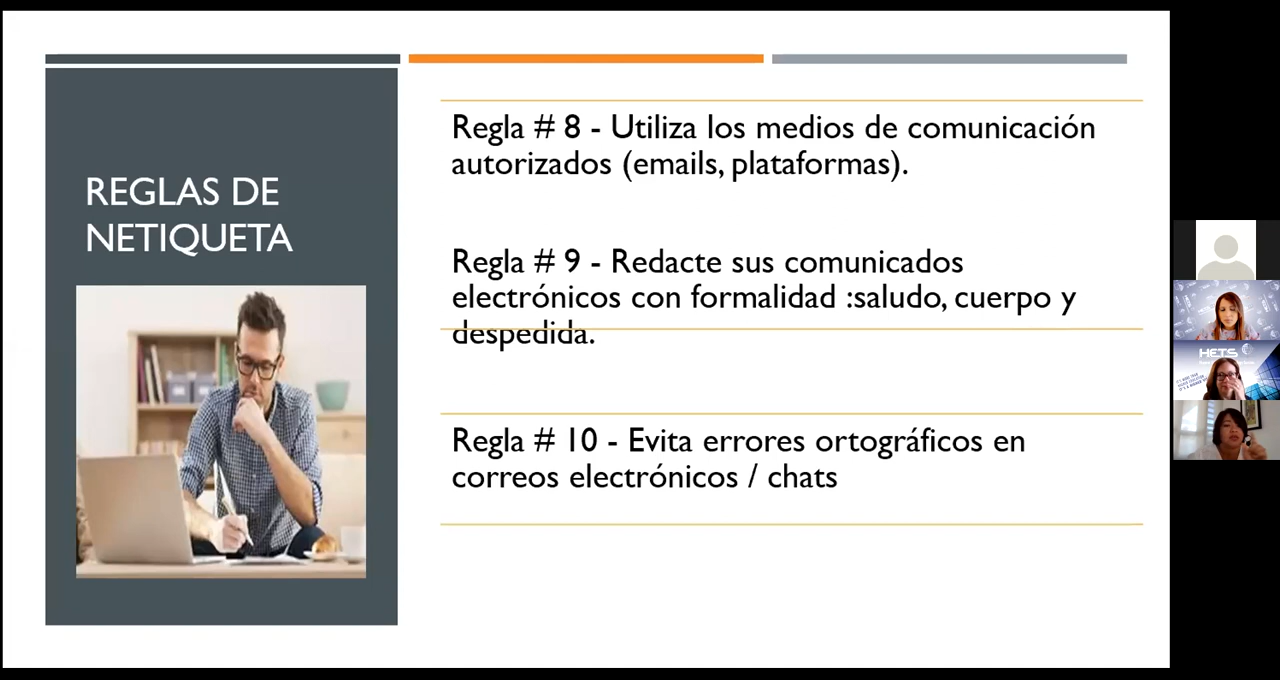 REGLAS DE
NETIQUETA
Regla # 8 - Utiliza los medios de comunicación
autorizados (emails, plataformas).
Regla # 9 - Redacte sus comunicados
electrónicos con formalidad :saludo, cuerpo y
despedida.
Regla # 10 - Evita errores ortográficos en
correos electrónicos / chats
HETS